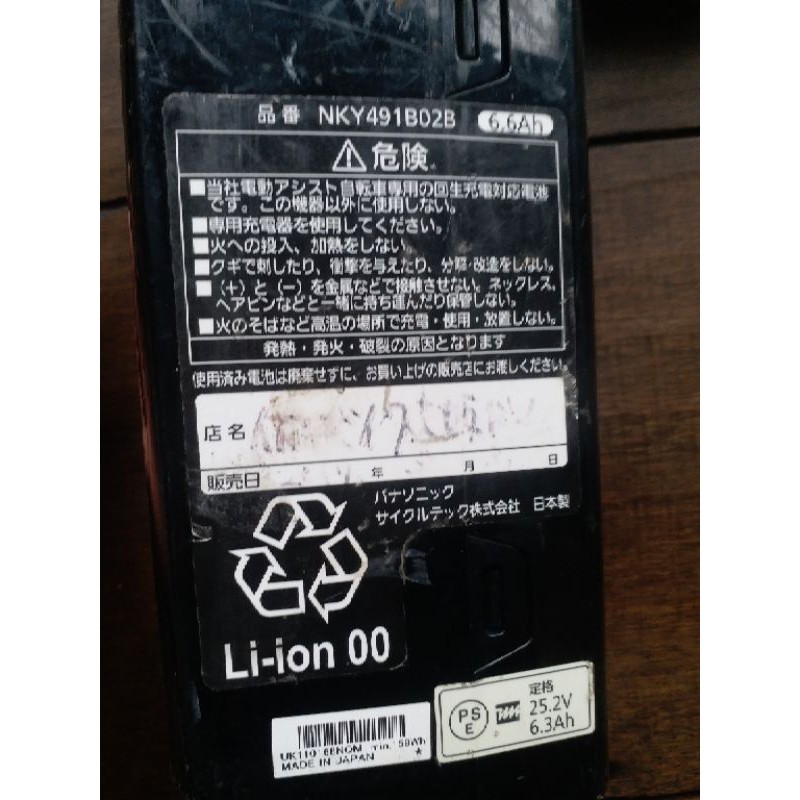 品番 NKY491B02B 6.6Ah
⚠危険
■当社電動アシスト自転車専用の回生充電対応電池
です。この機器以外に使用しない。
■専用充電器を使用してください。
■火への投入、加熱をしない。
■クギで刺したり、衝撃を与えたり、分解・改造をしない。
■(+)と(−)を金属などで接触させない。ネックレス、
ヘアピンなどと一緒に持ち運んだり保管しない。
■火のそばなど高温の場所で充電・使用・放置しない。
発熱・発火・破裂の原因となります
使用済み電池は廃棄せずに、お買い上げの販売店にお渡しください。
店名
販売日 年 月 日
パナソニック
サイクルテック株式会社 日本製
Li-ion 00
PS
E
定格
25.2V
6.3Ah
min.158Wh
MADE IN JAPAN ★